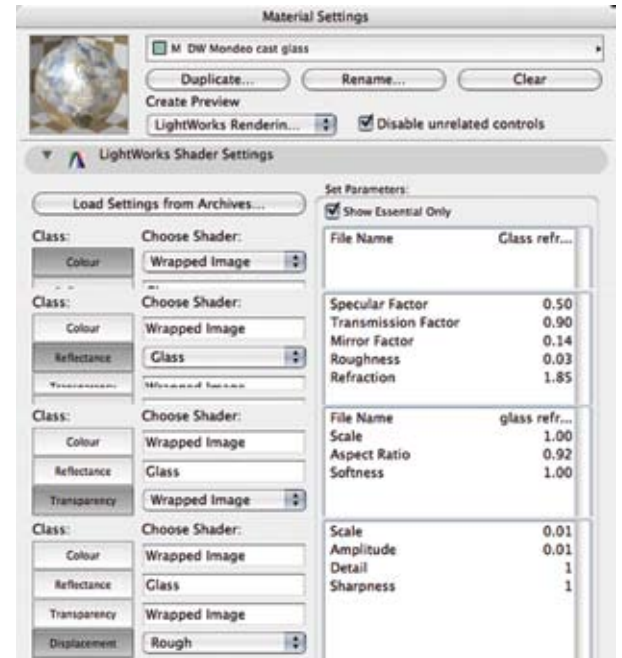 Material Settings
M DW Mondeo cast glass
Duplicate... Rename... Clear
Create Preview
LightWorks Renderin... Disable unrelated controls
LightWorks Shader Settings
Load Settings from Archives...
Set Parameters:
Show Essential Only
Class: Choose Shader:
Colour Wrapped Image
File Name Glass refr...
Class: Choose Shader:
Colour Wrapped Image
Reflectance Glass
Specular Factor 0.50
Transmission Factor 0.90
Mirror Factor 0.14
Roughness 0.03
Refraction 1.85
Class: Choose Shader:
Colour Wrapped Image
Reflectance Glass
Transparency Wrapped Image
File Name glass refr...
Scale 1.00
Aspect Ratio 0.92
Softness 1.00
Class: Choose Shader:
Colour Wrapped Image
Reflectance Glass
Transparency Wrapped Image
Displacement Rough
Scale 0.01
Amplitude 0.01
Detail 1
Sharpness 1